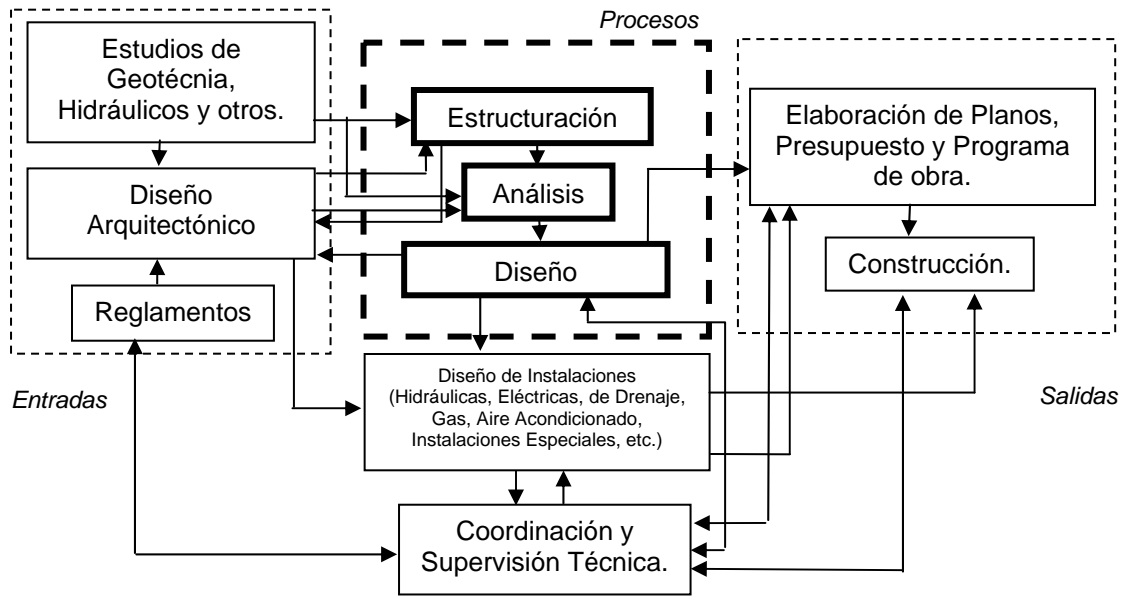 Procesos
Estudios de
Geotécnia,
Hidráulicos y otros.
Diseño
Arquitectónico
Reglamentos
Entradas
Estructuración
Análisis
Diseño
Diseño de Instalaciones
(Hidráulicas, Eléctricas, de Drenaje,
Gas, Aire Acondicionado,
Instalaciones Especiales, etc.)
Coordinación y
Supervisión Técnica.
Elaboración de Planos,
Presupuesto y Programa
de obra.
Construcción.
Salidas